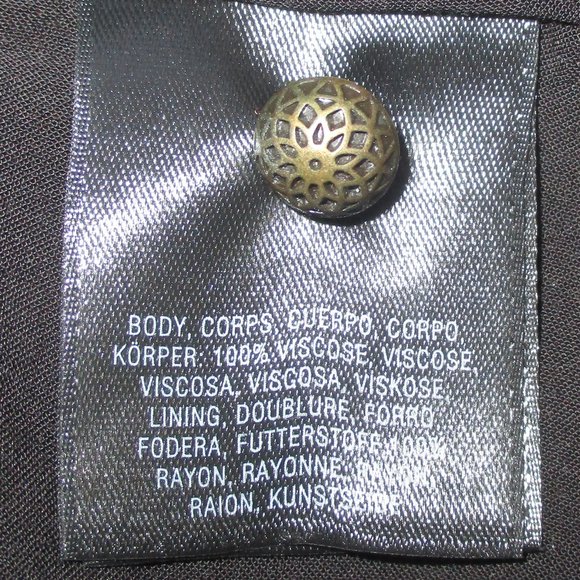 BODY, CORPS, CUERPO, CORPO,
KÖRPER: 100% VISCOSE, VISCOSE,
VISCOSA, VISCOSA, VISKOSE,
LINING, DOUBLURE, FORRO
FODERA, FUTTERSTOFF: 100%
RAYON, RAYONNE,
RAION, KUNSTSEIDE